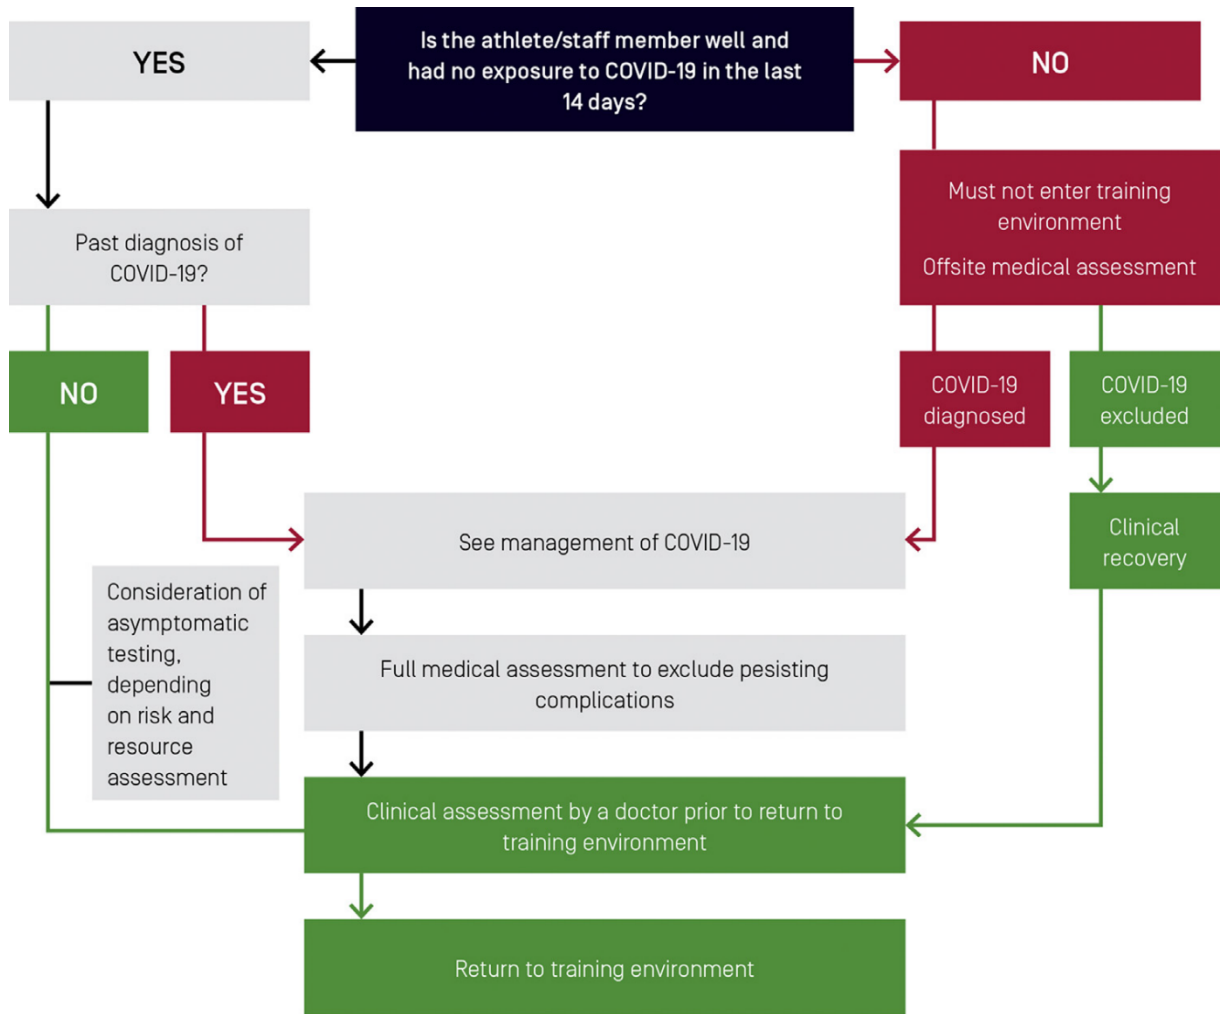 YES
Is the athlete/staff member well and
had no exposure to COVID-19 in the last
14 days?
NO
Must not enter training
environment
Offsite medical assessment
Past diagnosis of
COVID-19?
NO
YES
COVID-19
diagnosed
COVID-19
excluded
See management of COVID-19
Clinical
recovery
Consideration of
asymptomatic
testing,
depending
on risk and
resource
assessment
Full medical assessment to exclude pesisting
complications
Clinical assessment by a doctor prior to return to
training environment
Return to training environment